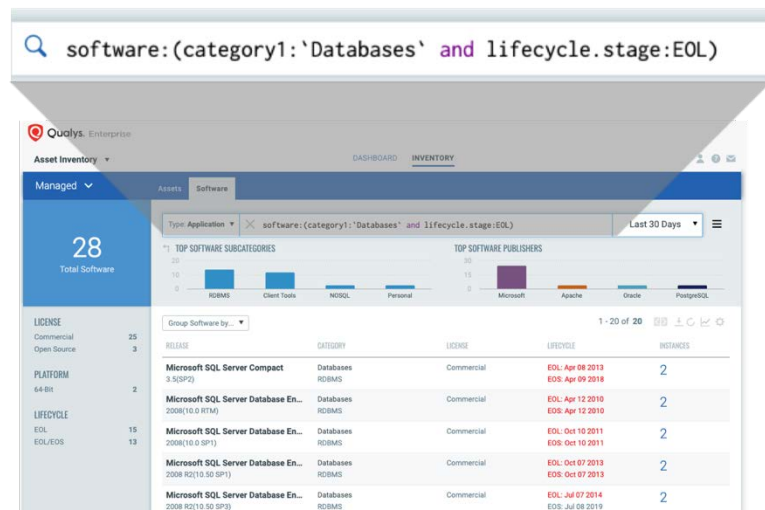 software:(category1:`Databases` and lifecycle.stage:EOL)
Qualys. Enterprise
Asset Inventory
DASHBOARD INVENTORY
Managed
Assets Software
28
Total Software
Type: Application software:(category1:'Databases' and lifecycle.stage:EOL) Last 30 Days
TOP SOFTWARE SUBCATEGORIES
20
10
0
RDBMS Client Tools NOSQL Personal
TOP SOFTWARE PUBLISHERS
30
15
0
Microsoft Apache Oracle PostgreSQL
LICENSE
Commercial 25
Open Source 3
PLATFORM
64-Bit 2
LIFECYCLE
EOL 15
EOL/EOS 13
Group Software by... 1 - 20 of 20
RELEASE CATEGORY LICENSE LIFECYCLE INSTANCES
Microsoft SQL Server Compact Databases Commercial EOL: Apr 08 2013 2
3.5(SP2) RDBMS EOS: Apr 09 2018
Microsoft SQL Server Database En... Databases Commercial EOL: Apr 12 2010 2
2008(10.0 RTM) RDBMS EOS: Apr 12 2010
Microsoft SQL Server Database En... Databases Commercial EOL: Oct 10 2011 2
2008(10.0 SP1) RDBMS EOS: Oct 10 2011
Microsoft SQL Server Database En... Databases Commercial EOL: Oct 07 2013 2
2008 R2(10.50 SP1) RDBMS EOS: Oct 07 2013
Microsoft SQL Server Database En... Databases Commercial EOL: Jul 07 2014 2
2008 R2(10.50 SP3) RDBMS EOS: Jul 08 2019